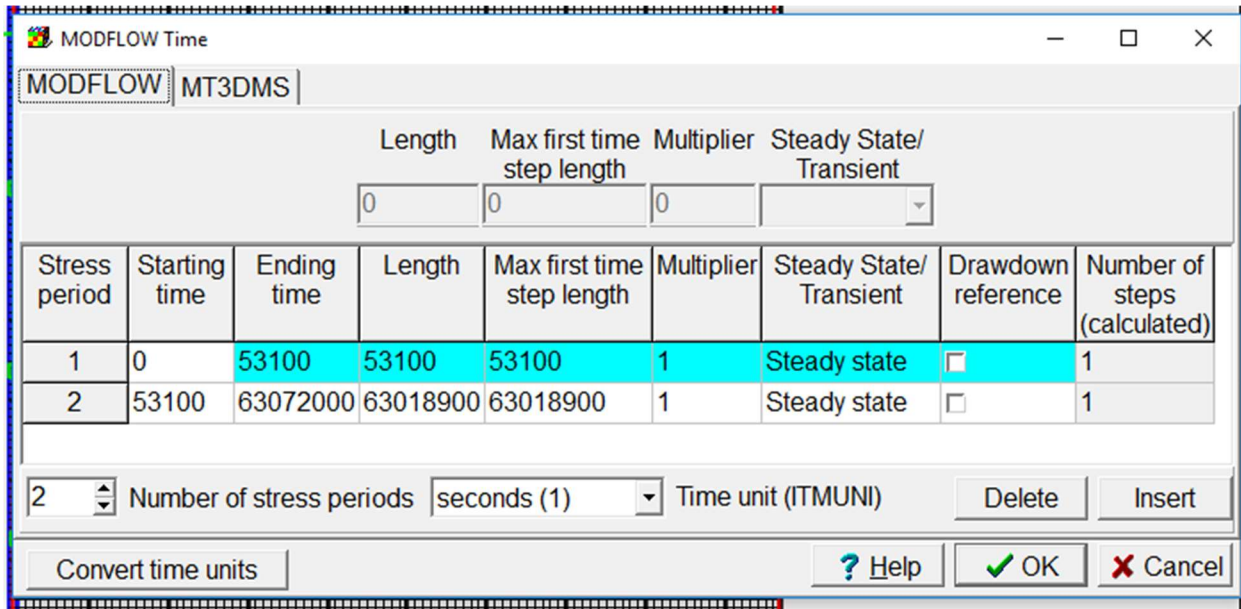 MODFLOW Time
MODFLOW MT3DMS
Length Max first time step length Multiplier Steady State/ Transient
0 0 0
Stress period Starting time Ending time Length Max first time step length Multiplier Steady State/ Transient Drawdown reference Number of steps (calculated)
1 0 53100 53100 53100 1 Steady state 1
2 53100 63072000 63018900 63018900 1 Steady state 1
2 Number of stress periods seconds (1) Time unit (ITMUNI) Delete Insert
Convert time units ? Help OK Cancel